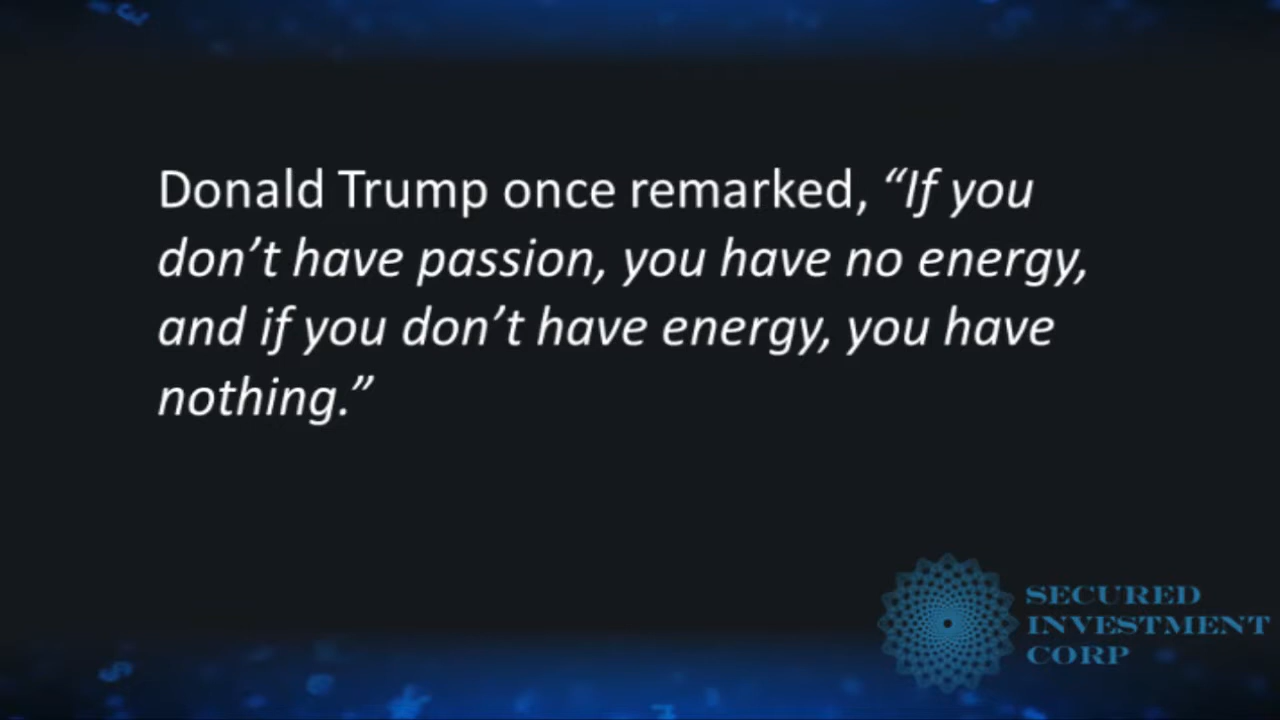 Donald Trump once remarked, “If you
don’t have passion, you have no energy,
and if you don’t have energy, you have
nothing.”
SECURED
INVESTMENT
CORP